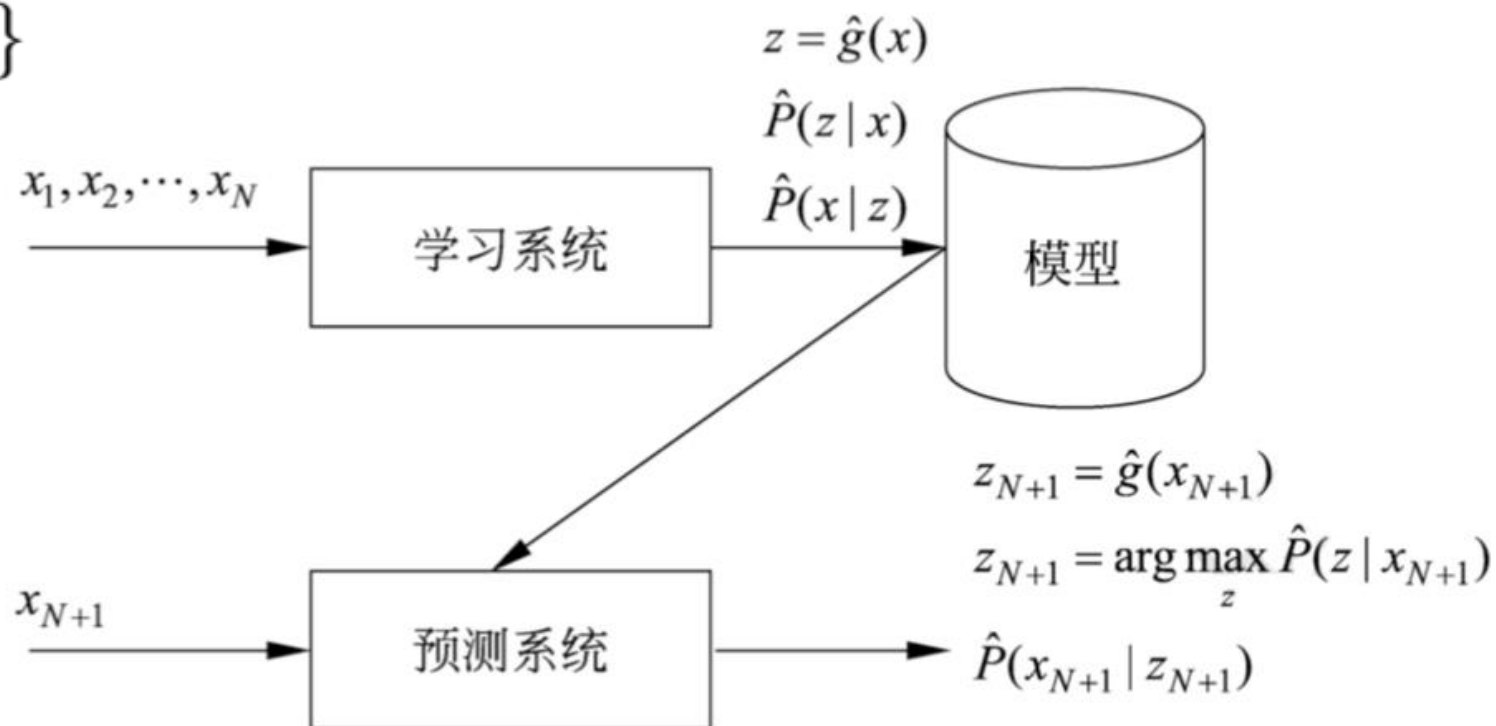 }
z = ĝ(x)
P̂(z | x)
P̂(x | z)
x₁, x₂, ⋯, x_N
学习系统
模型
z_{N+1} = ĝ(x_{N+1})
z_{N+1} = arg max_z P̂(z | x_{N+1})
P̂(x_{N+1} | z_{N+1})
x_{N+1}
预测系统